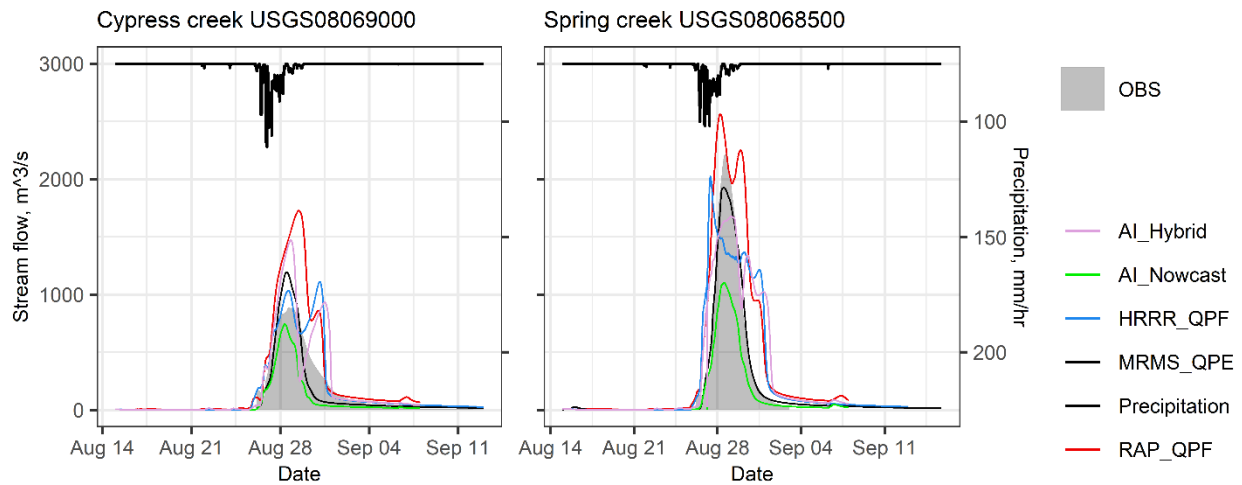 Cypress creek USGS08069000
Spring creek USGS08068500
Stream flow, m^3/s
3000
2000
1000
0
Aug 14
Aug 21
Aug 28
Sep 04
Sep 11
Date
Aug 14
Aug 21
Aug 28
Sep 04
Sep 11
Date
100
150
200
Precipitation, mm/hr
OBS
AI_Hybrid
AI_Nowcast
HRRR_QPF
MRMS_QPE
Precipitation
RAP_QPF